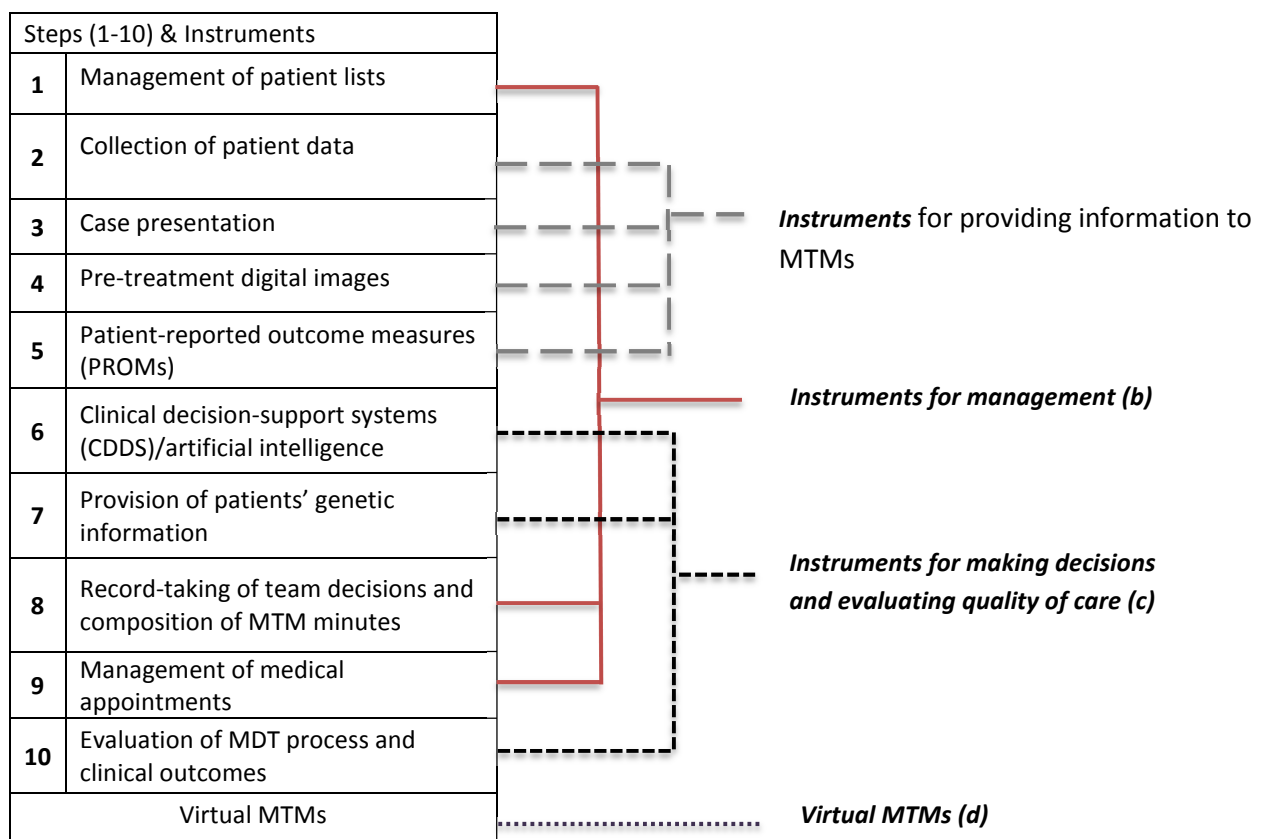 Steps (1-10) & Instruments
1 Management of patient lists
2 Collection of patient data
3 Case presentation
4 Pre-treatment digital images
5 Patient-reported outcome measures
(PROMs)
6 Clinical decision-support systems
(CDDS)/artificial intelligence
7 Provision of patients’ genetic
information
8 Record-taking of team decisions and
composition of MTM minutes
9 Management of medical
appointments
10 Evaluation of MDT process and
clinical outcomes
Virtual MTMs
Instruments for providing information to
MTMs
Instruments for management (b)
Instruments for making decisions
and evaluating quality of care (c)
Virtual MTMs (d)